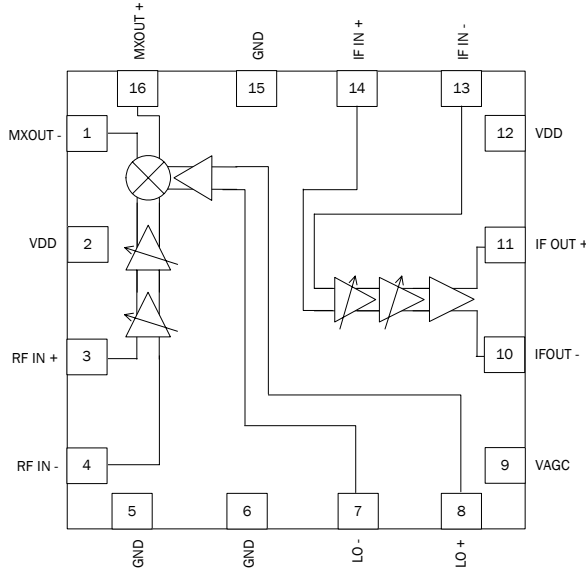 MXOUT +
GND
IF IN +
IF IN -
16
15
14
13
MXOUT -
1
12
VDD
VDD
2
11
IF OUT +
RF IN +
3
10
IFOUT -
RF IN -
4
9
VAGC
5
6
7
8
GND
GND
LO -
LO +